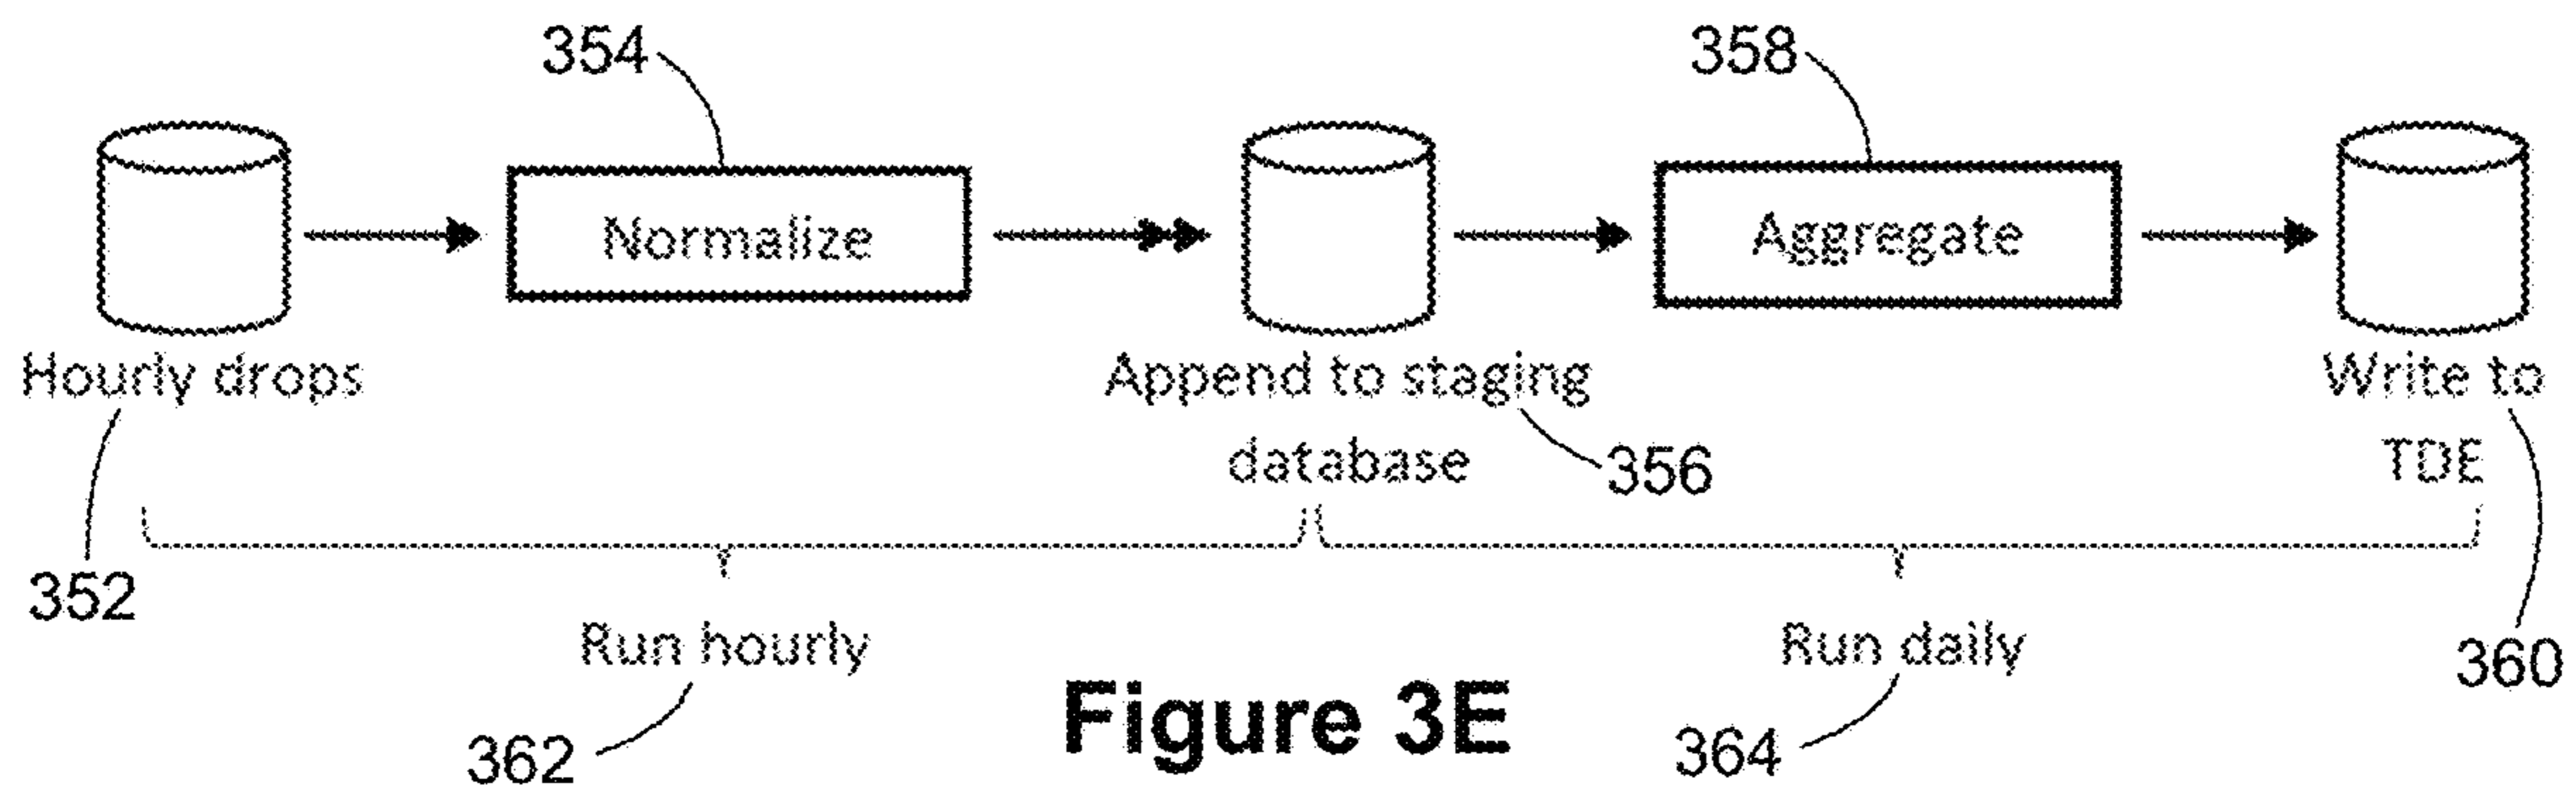 354
358
Normalize
Aggregate
Hourly drops
Append to staging
database
Write to
TDE
356
352
Run hourly
Run daily
360
362
364
Figure 3E